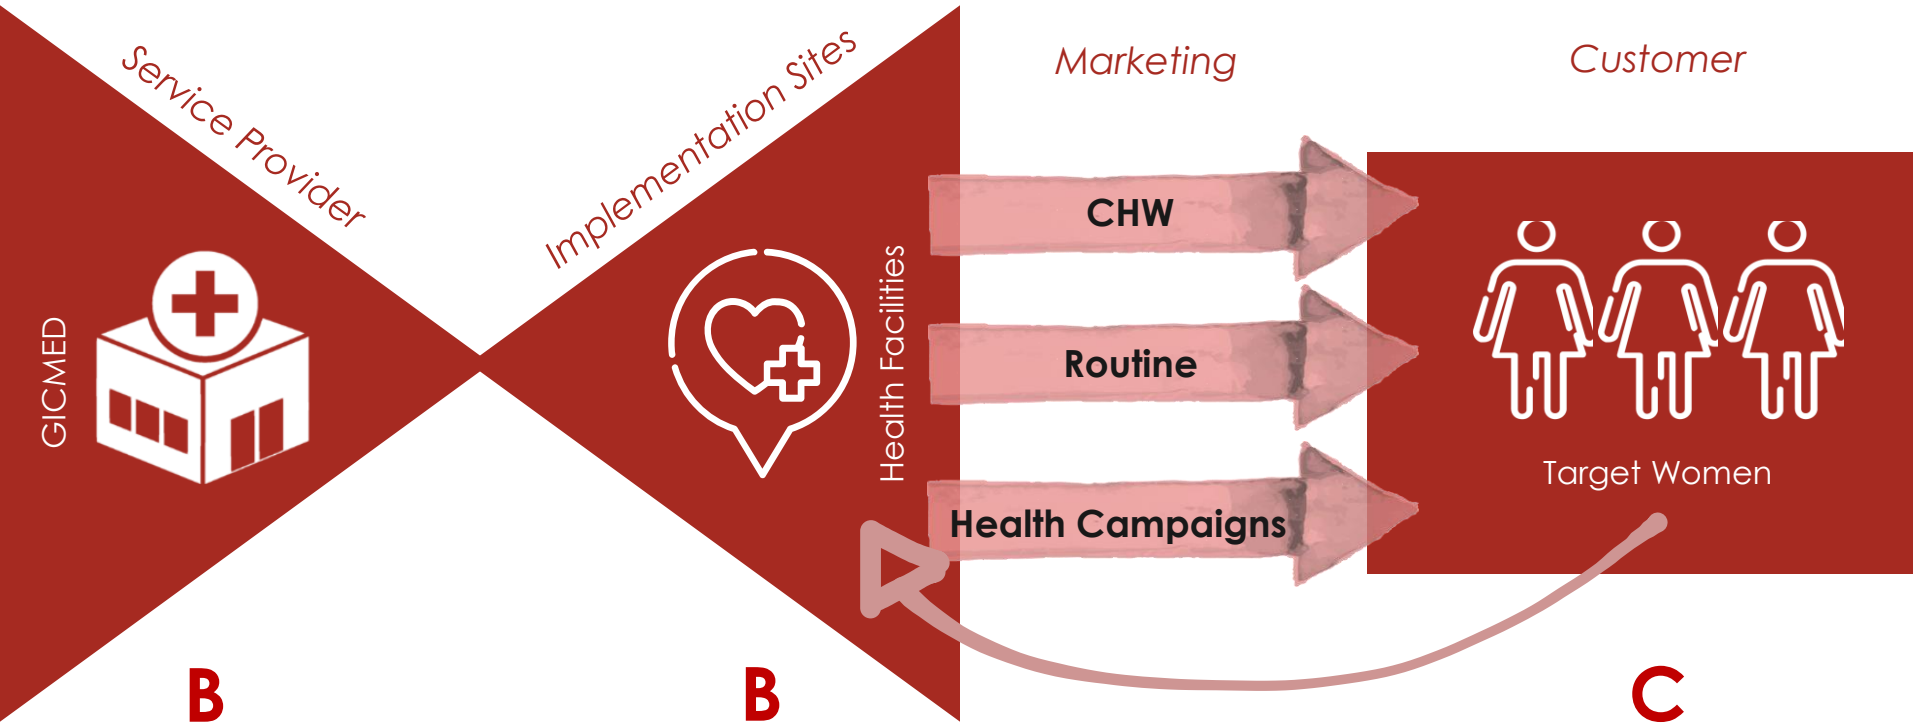 Service Provider
Implementation Sites
Marketing
Customer
GICMED
Health Facilities
CHW
Routine
Health Campaigns
Target Women
B
B
C